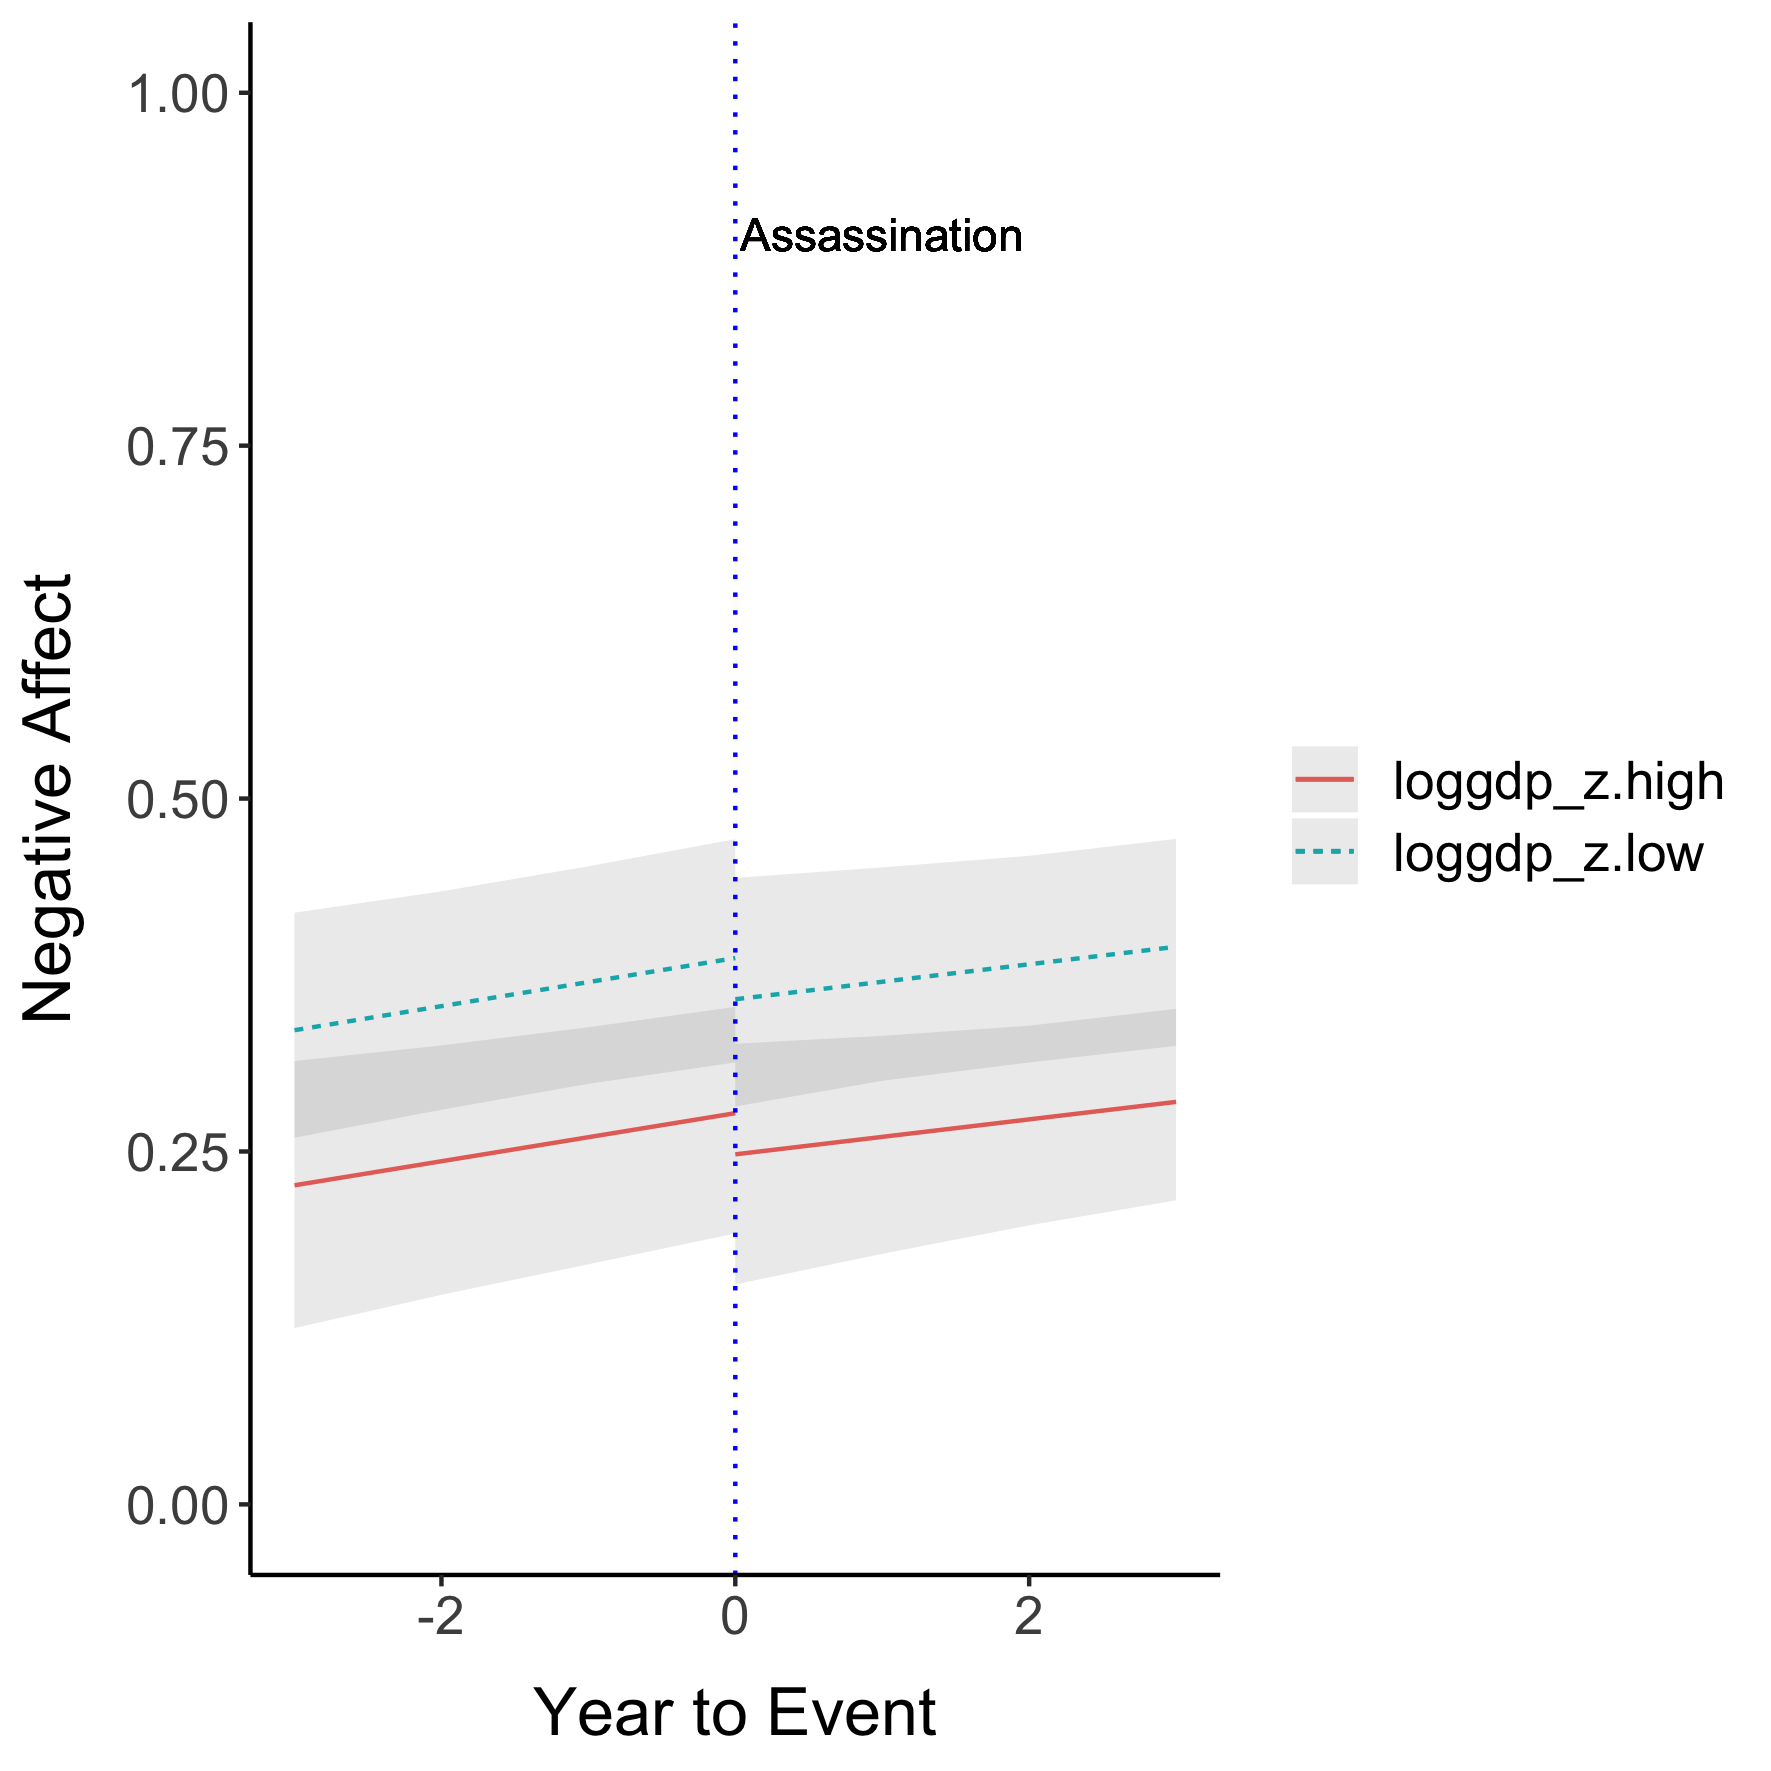 1.00
0.75
0.50
0.25
0.00
Negative Affect
Assassination
-2
0
2
Year to Event
loggdp_z.high
loggdp_z.low